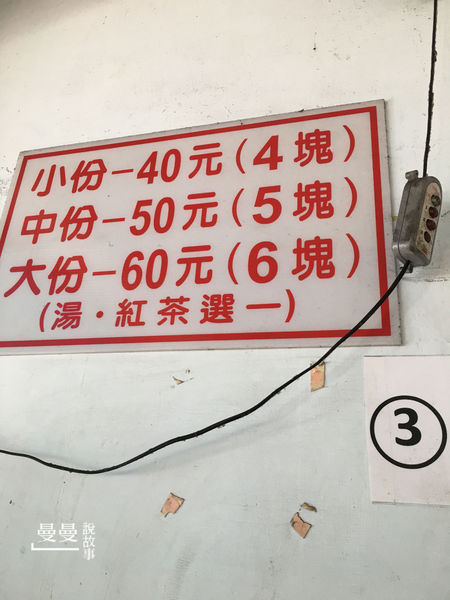 小份-40元(4塊)
中份-50元(5塊)
大份-60元(6塊)
(湯·紅茶選一)
3
曼曼
說故事